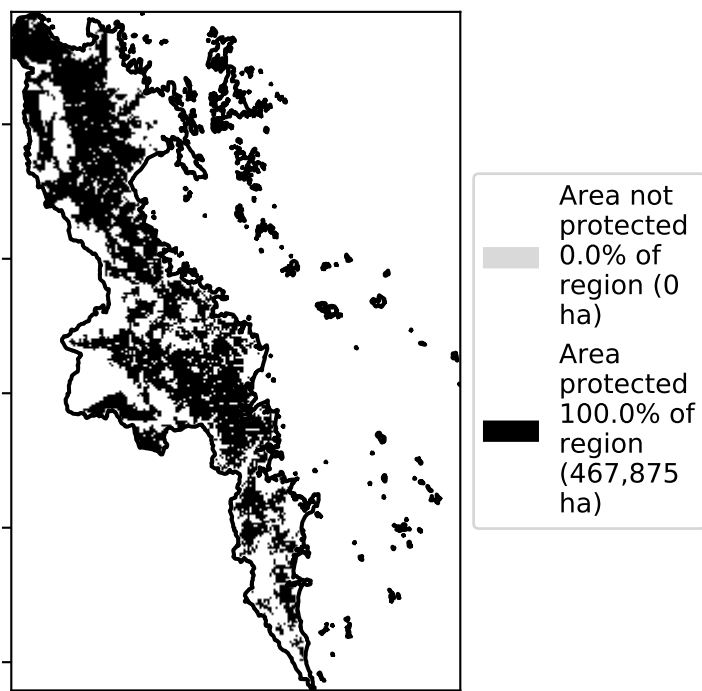 Area not
protected
0.0% of
region (0
ha)
Area
protected
100.0% of
region
(467,875
ha)